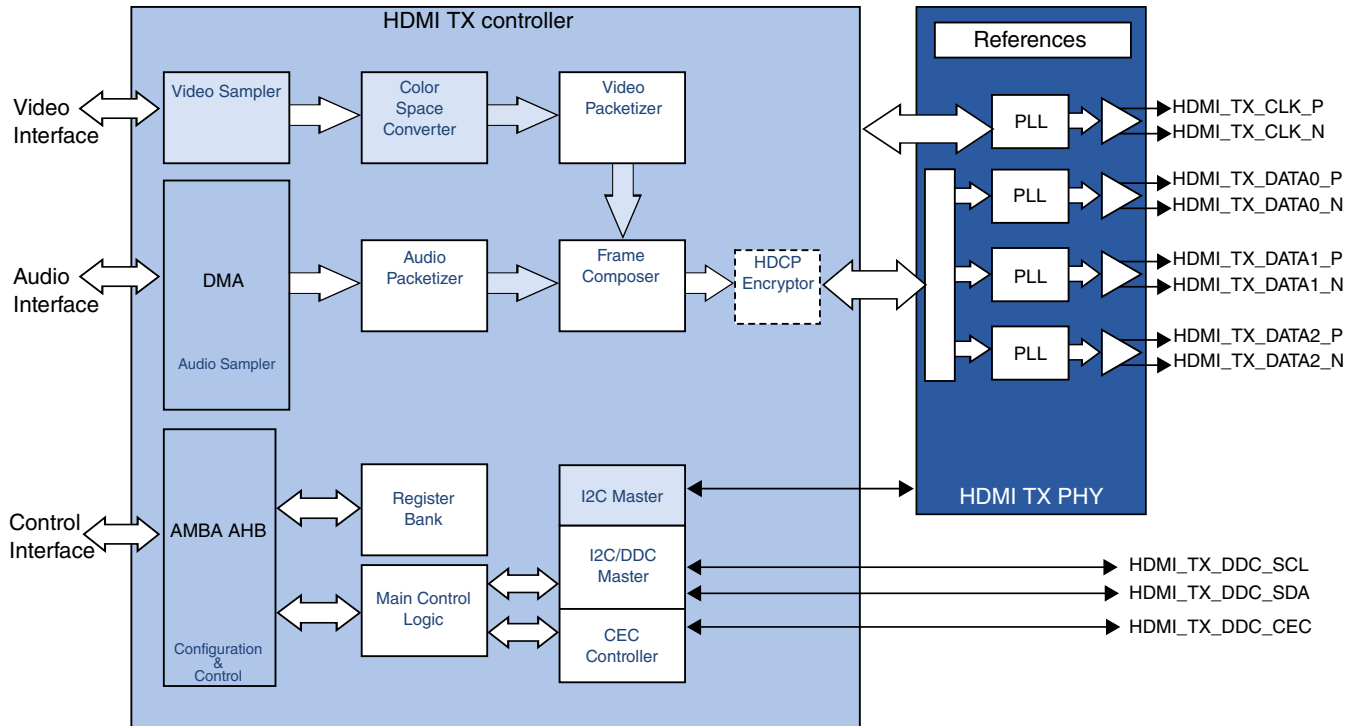 HDMI TX controller
References
Video
Interface
Video Sampler
Color
Space
Converter
Video
Packetizer
PLL
HDMI_TX_CLK_P
HDMI_TX_CLK_N
PLL
HDMI_TX_DATA0_P
HDMI_TX_DATA0_N
Audio
Interface
DMA
Audio Sampler
Audio
Packetizer
Frame
Composer
HDCP
Encryptor
PLL
HDMI_TX_DATA1_P
HDMI_TX_DATA1_N
PLL
HDMI_TX_DATA2_P
HDMI_TX_DATA2_N
HDMI TX PHY
Control
Interface
AMBA AHB
Configuration
&
Control
Register
Bank
Main Control
Logic
I2C Master
I2C/DDC
Master
CEC
Controller
HDMI_TX_DDC_SCL
HDMI_TX_DDC_SDA
HDMI_TX_DDC_CEC